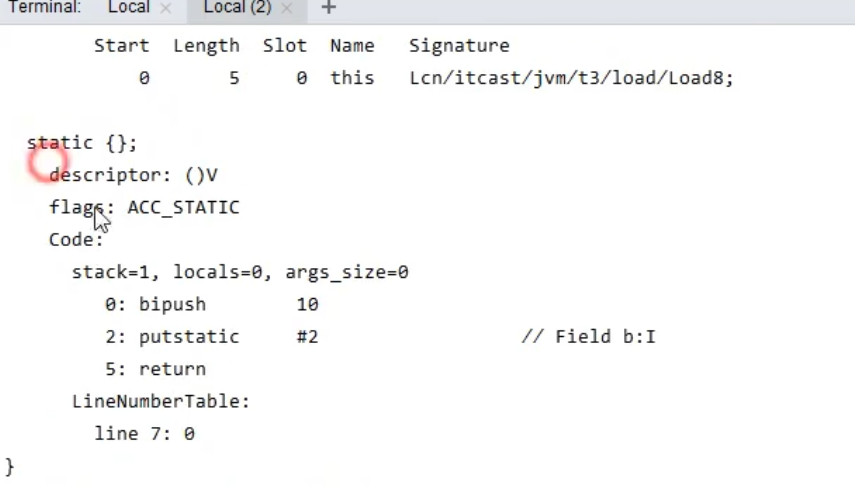 Terminal: Local × Local (2) × +
Start Length Slot Name Signature
0 5 0 this Lcn/itcast/jvm/t3/load/Load8;
static {};
descriptor: ()V
flags: ACC_STATIC
Code:
stack=1, locals=0, args_size=0
0: bipush 10
2: putstatic #2 // Field b:I
5: return
LineNumberTable:
line 7: 0
}